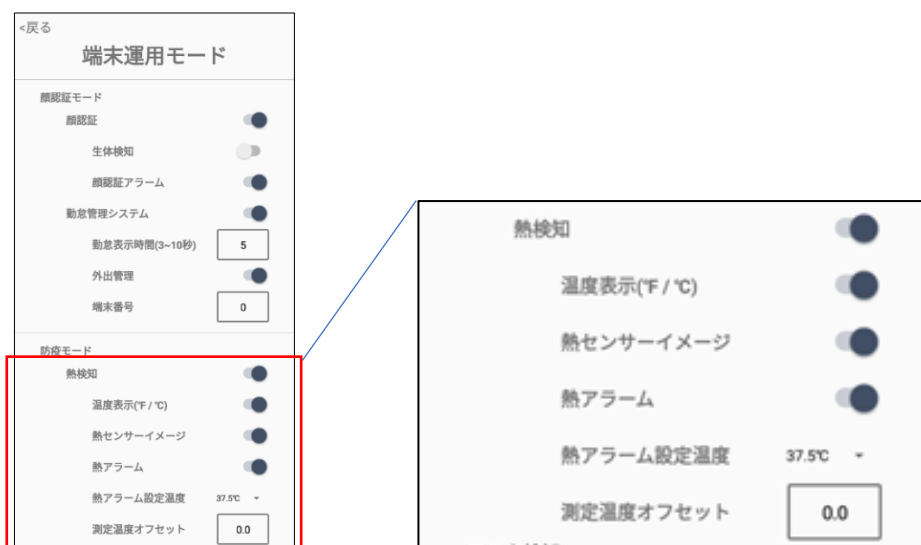 <戻る
端末運用モード
顔認証モード
顔認証
生体検知
顔認証アラーム
勤怠管理システム
勤怠表示時間(3~10秒) 5
外出管理
端末番号 0
防疫モード
熱検知
温度表示(℉ / ℃)
熱センサーイメージ
熱アラーム
熱アラーム設定温度 37.5℃
測定温度オフセット 0.0
熱検知
温度表示(℉ / ℃)
熱センサーイメージ
熱アラーム
熱アラーム設定温度 37.5℃
測定温度オフセット 0.0